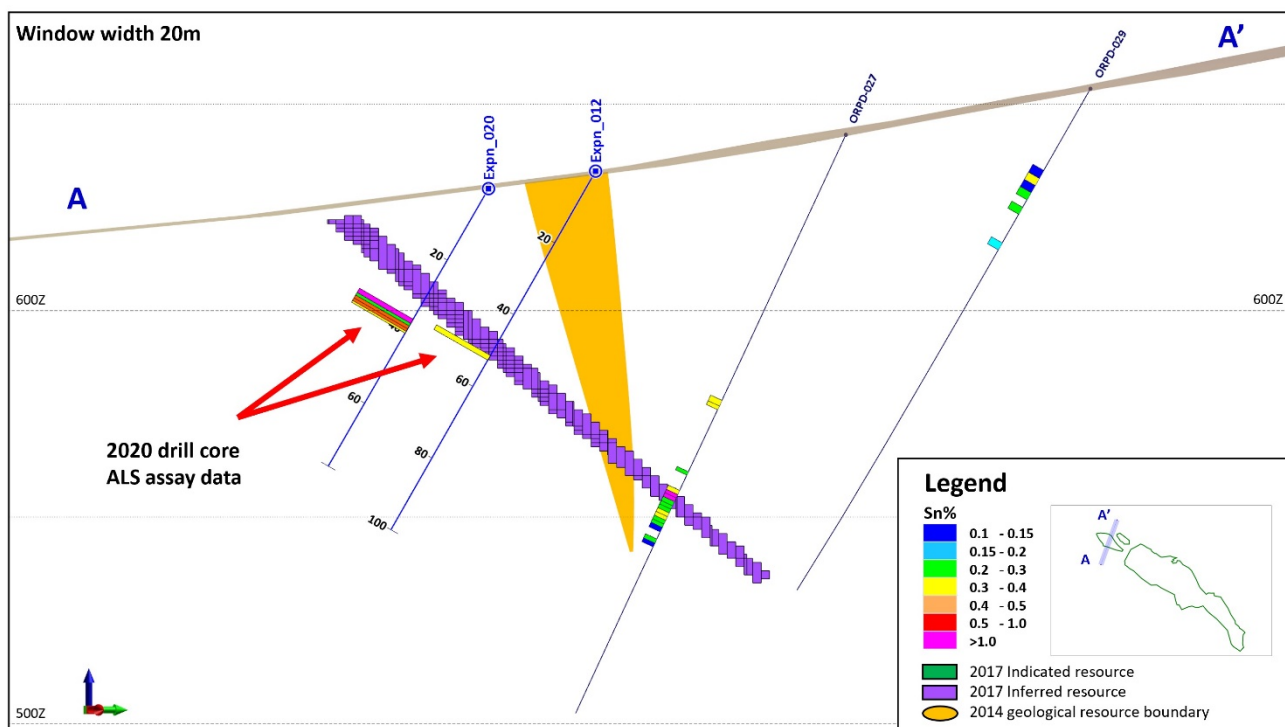 Window width 20m
A
A'
Expn_020
Expn_012
ORPD-027
ORPD-029
20
40
60
20
40
60
80
100
600Z
600Z
500Z
2020 drill core
ALS assay data
Legend
Sn%
0.1 - 0.15
0.15 - 0.2
0.2 - 0.3
0.3 - 0.4
0.4 - 0.5
0.5 - 1.0
>1.0
2017 Indicated resource
2017 Inferred resource
2014 geological resource boundary
A'
A